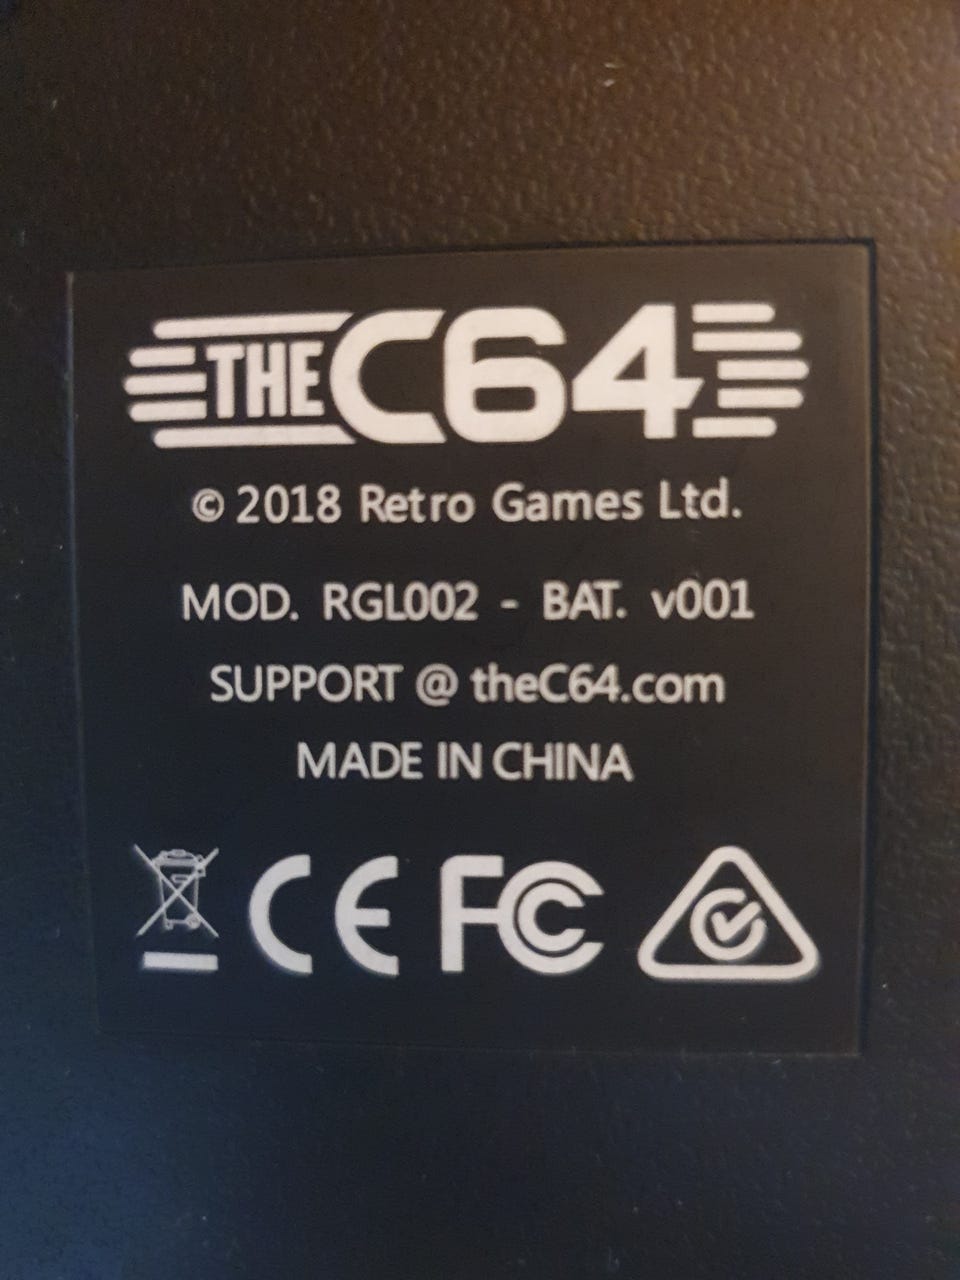 THEC64
© 2018 Retro Games Ltd.
MOD. RGL002 - BAT. v001
SUPPORT @ theC64.com
MADE IN CHINA
CE FC